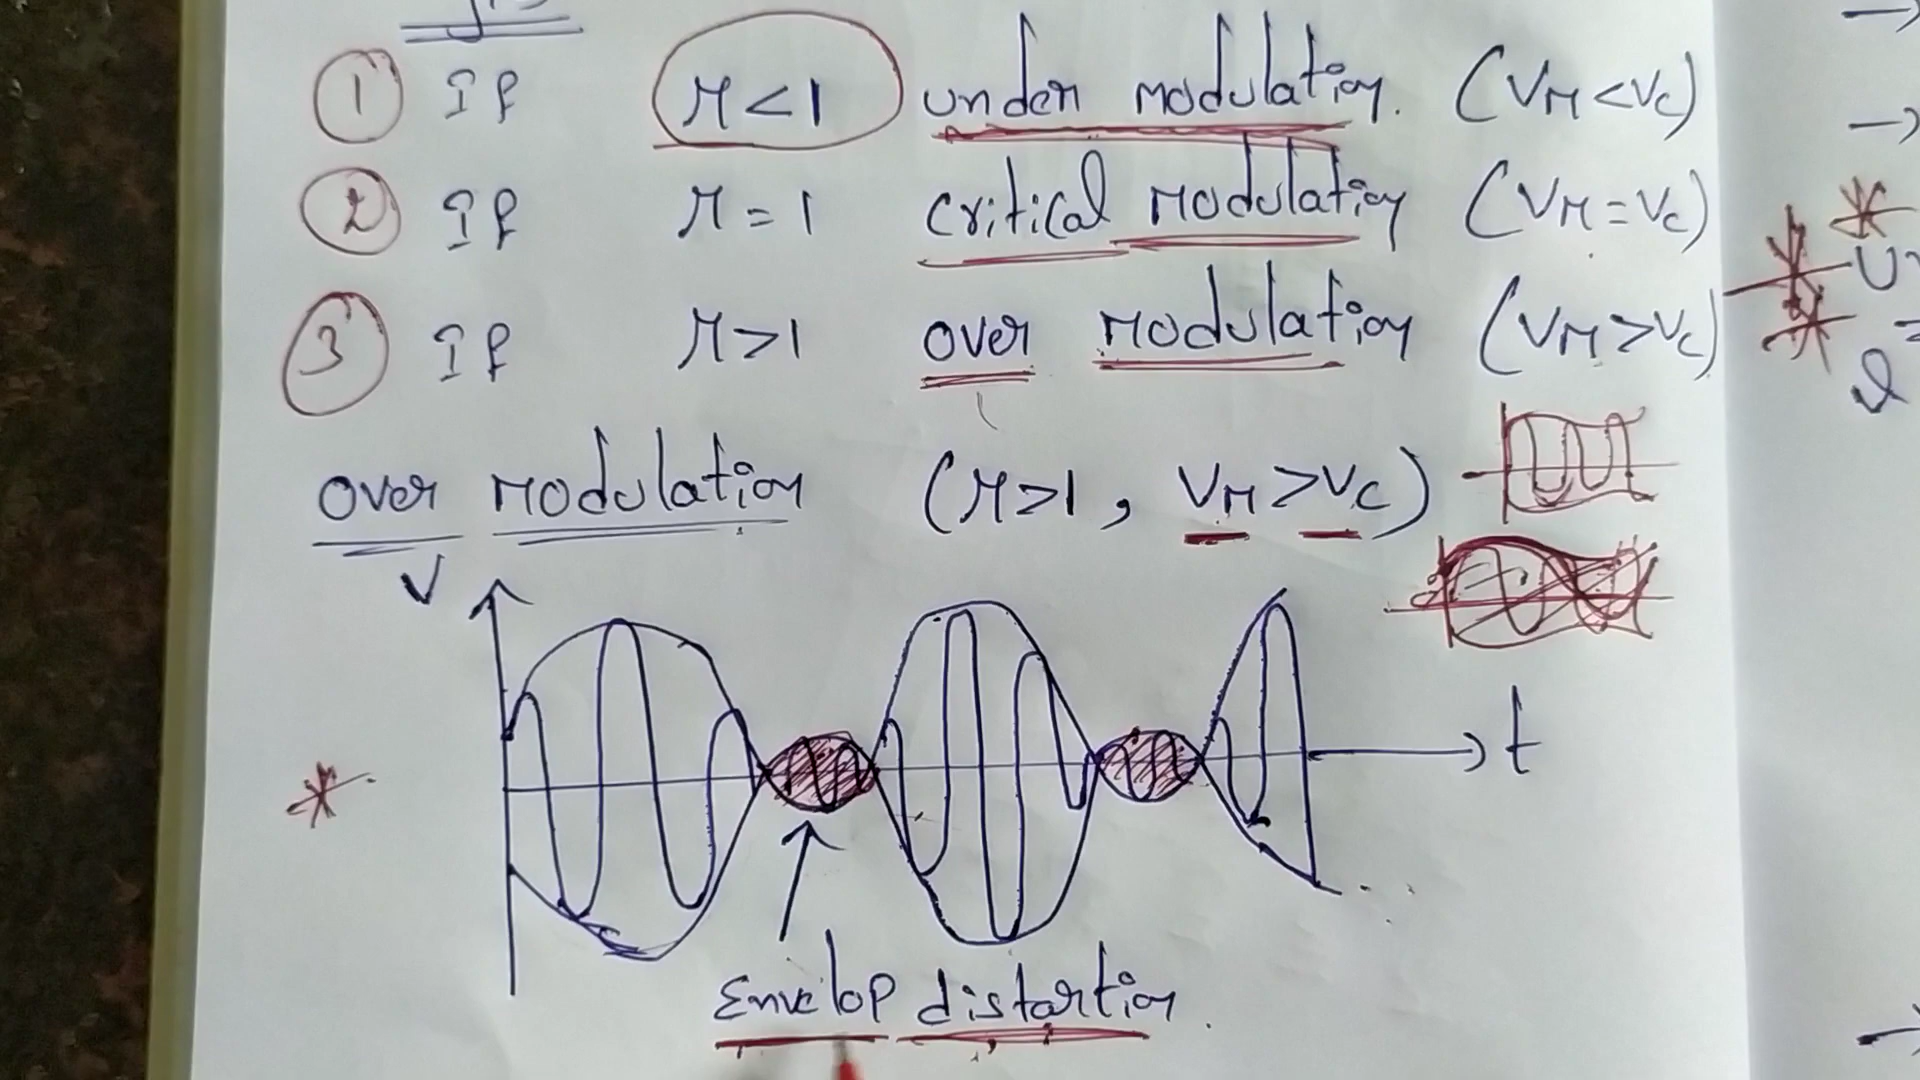 ① If M<1 under modulation. (VM<VC)
② If M=1 critical Modulation (VM=VC)
③ If M>1 over Modulation (VM>VC)
over Modulation (M>1, VM>VC)
V
t
Envelop distortion.